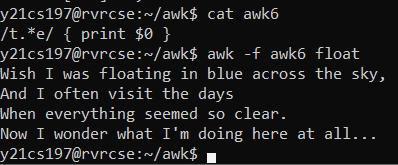 y21cs197@rvrcse:~/awk$ cat awk6
/t.*e/ { print $0 }
y21cs197@rvrcse:~/awk$ awk -f awk6 float
Wish I was floating in blue across the sky,
And I often visit the days
When everything seemed so clear.
Now I wonder what I'm doing here at all...
y21cs197@rvrcse:~/awk$